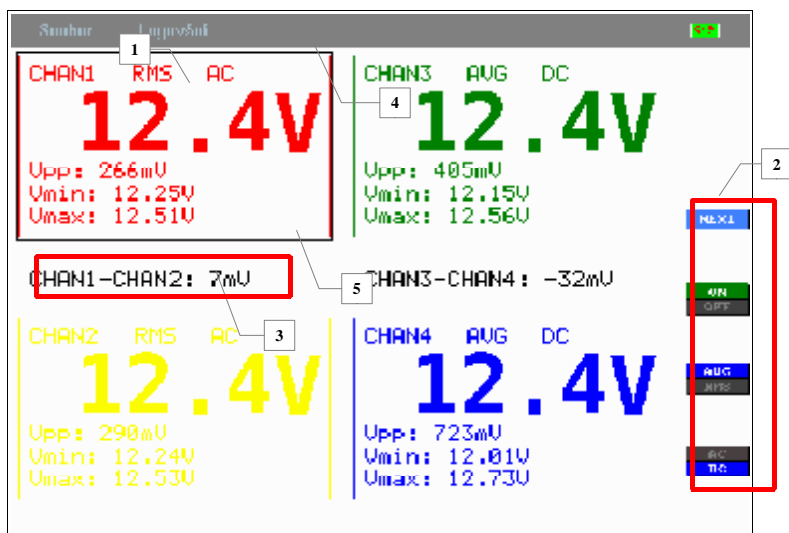 1
4
2
5
3
CHAN1 RMS AC
12.4V
Vpp: 266mV
Vmin: 12.25V
Vmax: 12.51V
CHAN3 AVG DC
12.4V
Vpp: 405mV
Vmin: 12.15V
Vmax: 12.56V
CHAN1-CHAN2: 7mV
CHAN3-CHAN4: -32mV
CHAN2 RMS AC
12.4V
Vpp: 290mV
Vmin: 12.24V
Vmax: 12.53V
CHAN4 AVG DC
12.4V
Vpp: 723mV
Vmin: 12.01V
Vmax: 12.73V
NEXT
ON
OFF
AVG
RMS
AC
DC